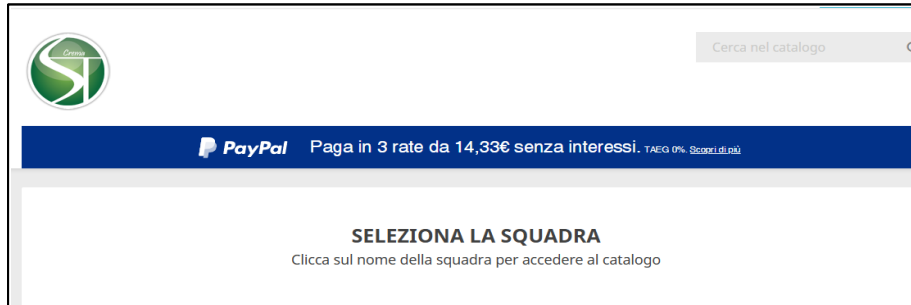 Crema
ST
Cerca nel catalogo
PayPal Paga in 3 rate da 14,33€ senza interessi. TAEG 0%. Scopri di più
SELEZIONA LA SQUADRA
Clicca sul nome della squadra per accedere al catalogo